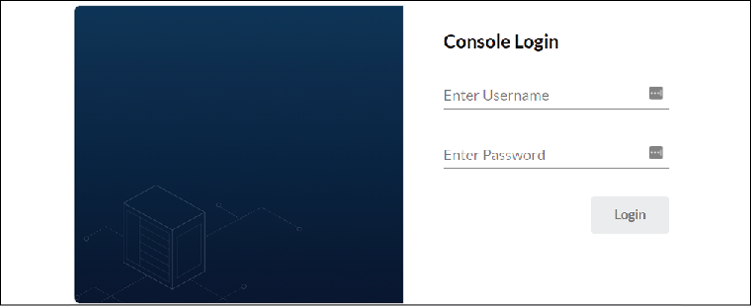 Console Login
Enter Username
Enter Password
Login